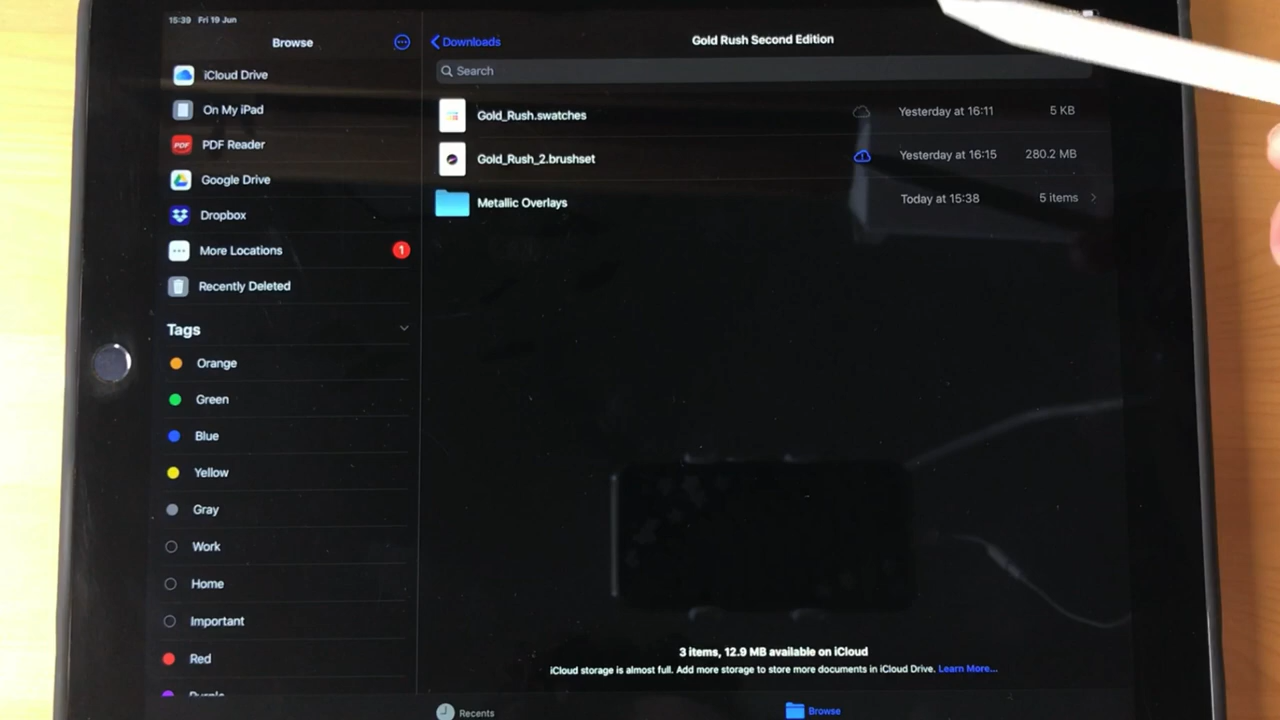 15:39 Fri 19 Jun
Browse
iCloud Drive
On My iPad
PDF
PDF Reader
Google Drive
Dropbox
More Locations 1
Recently Deleted
Tags
Orange
Green
Blue
Yellow
Gray
Work
Home
Important
Red
Purple
Downloads
Gold Rush Second Edition
Search
Gold_Rush.swatches Yesterday at 16:11 5 KB
Gold_Rush_2.brushset Yesterday at 16:15 280.2 MB
Metallic Overlays Today at 15:38 5 items
3 items, 12.9 MB available on iCloud
iCloud storage is almost full. Add more storage to store more documents in iCloud Drive. Learn More...
Recents
Browse